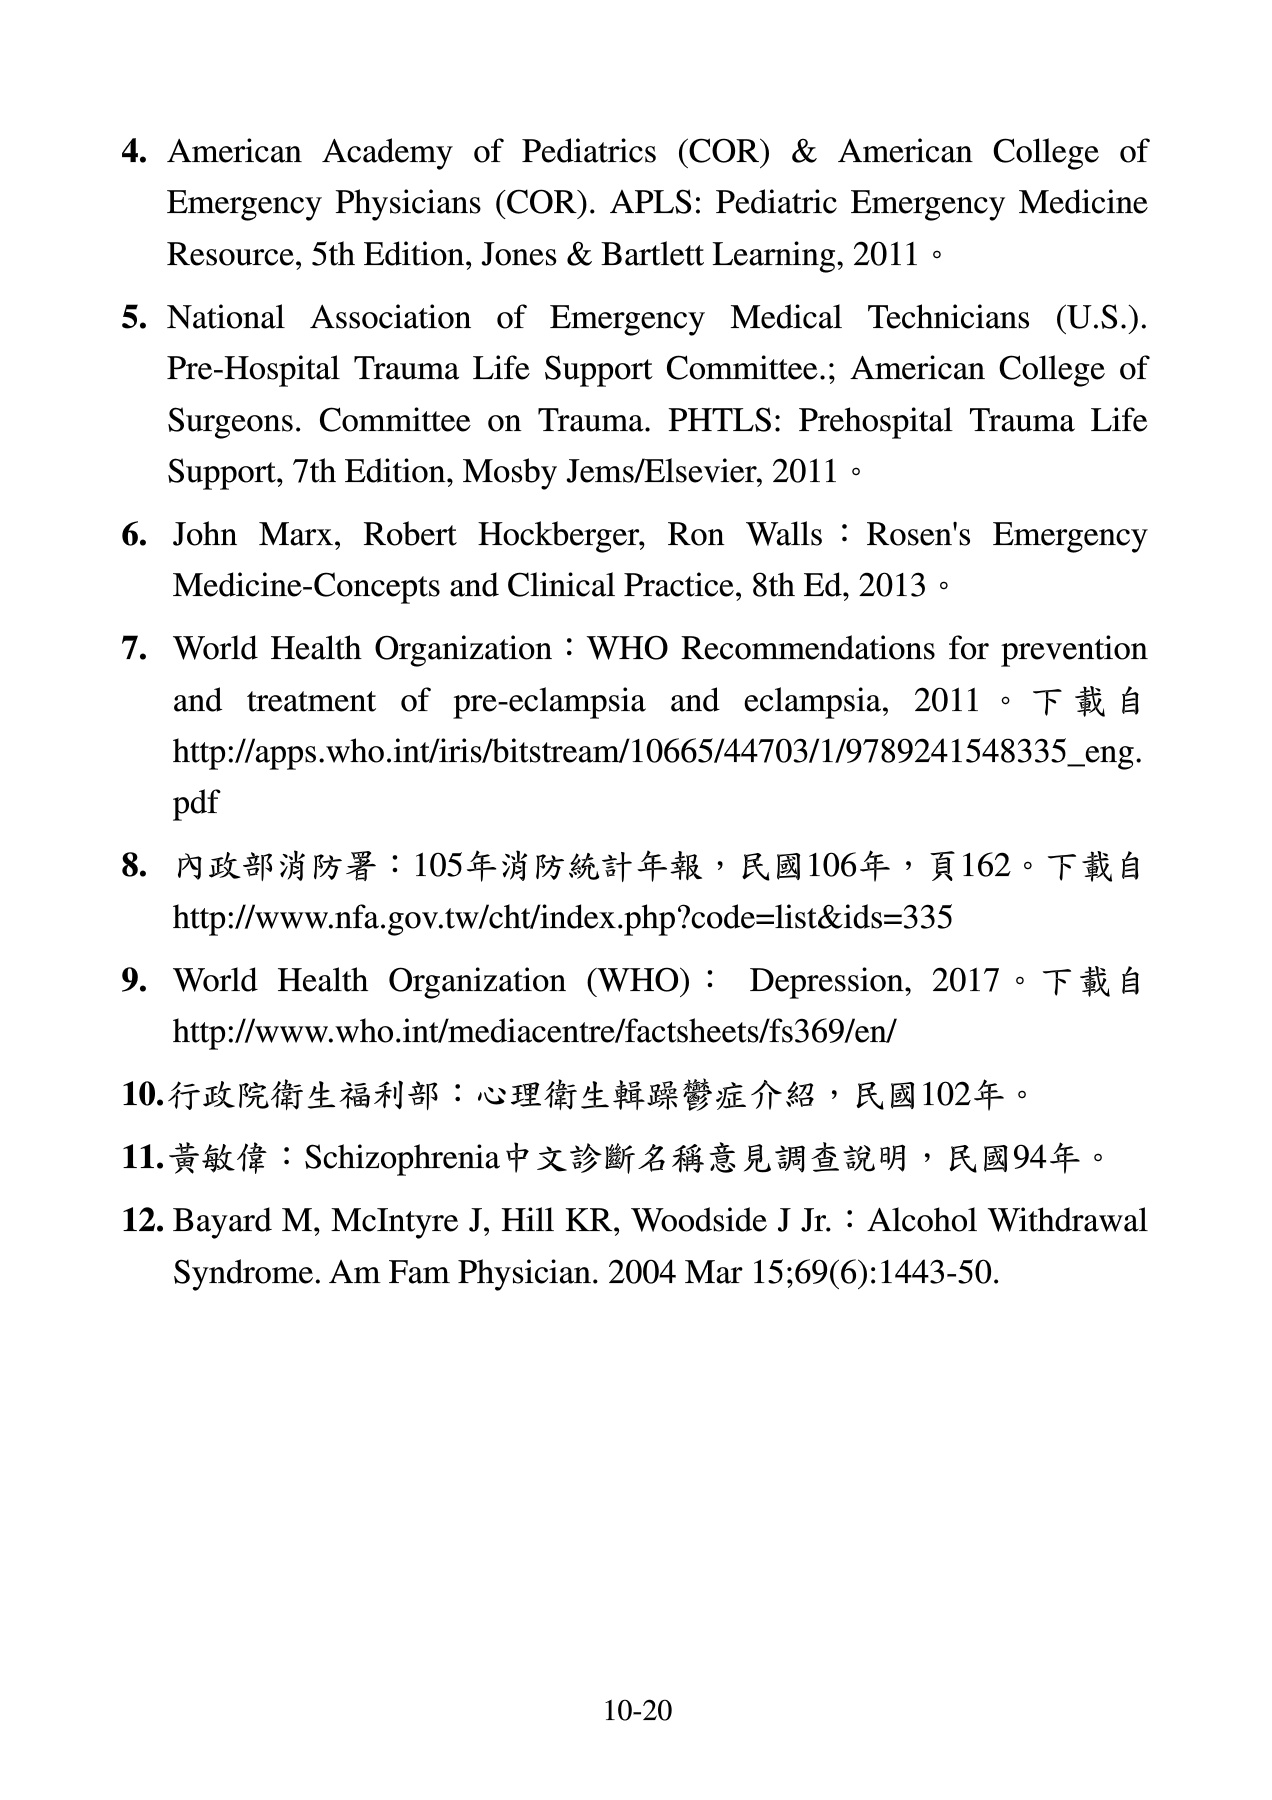 4. American Academy of Pediatrics (COR) & American College of
Emergency Physicians (COR). APLS: Pediatric Emergency Medicine
Resource, 5th Edition, Jones & Bartlett Learning, 2011。
5. National Association of Emergency Medical Technicians (U.S.).
Pre-Hospital Trauma Life Support Committee.; American College of
Surgeons. Committee on Trauma. PHTLS: Prehospital Trauma Life
Support, 7th Edition, Mosby Jems/Elsevier, 2011。
6. John Marx, Robert Hockberger, Ron Walls：Rosen's Emergency
Medicine-Concepts and Clinical Practice, 8th Ed, 2013。
7. World Health Organization：WHO Recommendations for prevention
and treatment of pre-eclampsia and eclampsia, 2011。下載自
http://apps.who.int/iris/bitstream/10665/44703/1/9789241548335_eng.
pdf
8. 內政部消防署：105年消防統計年報，民國106年，頁162。下載自
http://www.nfa.gov.tw/cht/index.php?code=list&ids=335
9. World Health Organization (WHO)： Depression, 2017。下載自
http://www.who.int/mediacentre/factsheets/fs369/en/
10.行政院衛生福利部：心理衛生輯躁鬱症介紹，民國102年。
11.黃敏偉：Schizophrenia中文診斷名稱意見調查說明，民國94年。
12. Bayard M, McIntyre J, Hill KR, Woodside J Jr.：Alcohol Withdrawal
Syndrome. Am Fam Physician. 2004 Mar 15;69(6):1443-50.
10-20